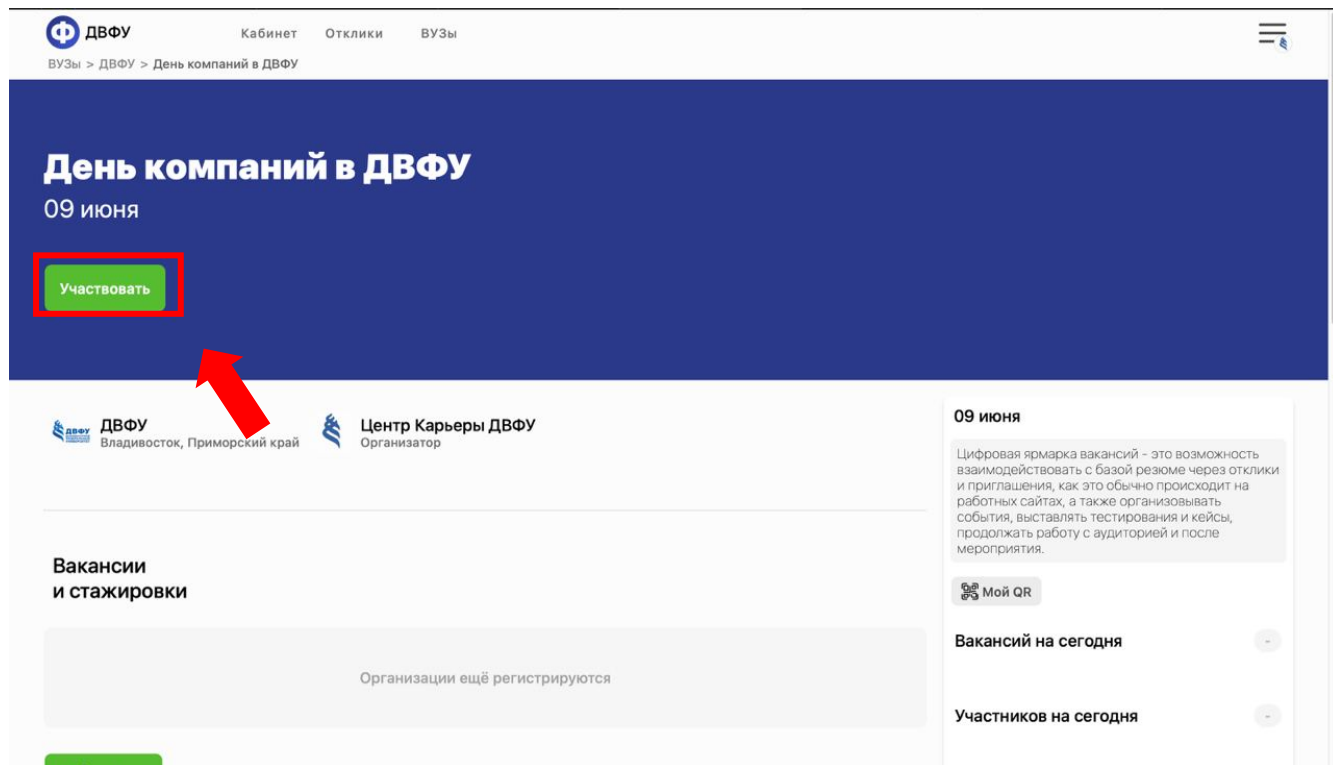 Ф ДВФУ Кабинет Отклики ВУЗы
ВУЗы > ДВФУ > День компаний в ДВФУ
День компаний в ДВФУ
09 июня
Участвовать
ДВФУ
ДВФУ
Владивосток, Приморский край
Центр Карьеры ДВФУ
Организатор
Вакансии
и стажировки
Организации ещё регистрируются
09 июня
Цифровая ярмарка вакансий - это возможность
взаимодействовать с базой резюме через отклики
и приглашения, как это обычно происходит на
работных сайтах, а также организовывать
события, выставлять тестирования и кейсы,
продолжать работу с аудиторией и после
мероприятия.
Мой QR
Вакансий на сегодня -
Участников на сегодня -